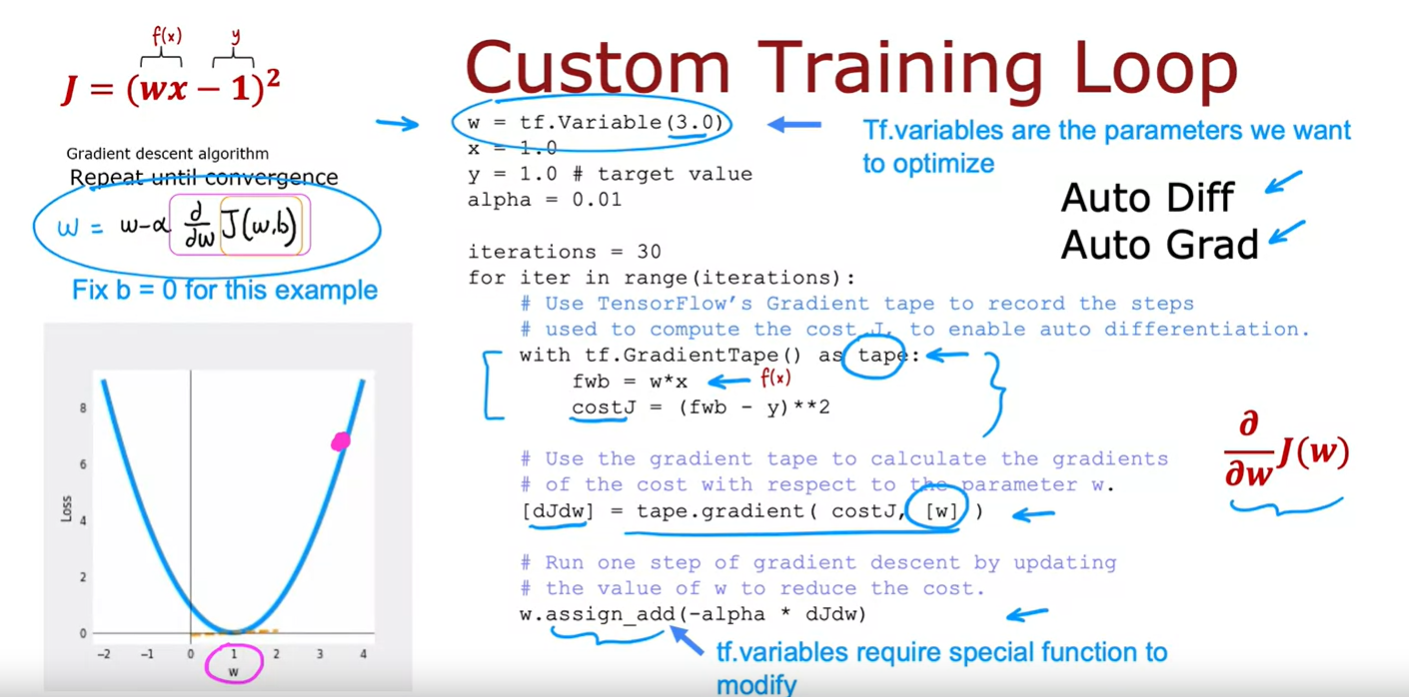 f(x) y
J = (wx − 1)²
Custom Training Loop
Gradient descent algorithm
Repeat until convergence
w = w-α ∂/∂w J(w,b)
Fix b = 0 for this example
w = tf.Variable(3.0)
x = 1.0
y = 1.0 # target value
alpha = 0.01
Tf.variables are the parameters we want
to optimize
Auto Diff
Auto Grad
iterations = 30
for iter in range(iterations):
# Use TensorFlow's Gradient tape to record the steps
# used to compute the cost J, to enable auto differentiation.
with tf.GradientTape() as tape:
fwb = w*x f(x)
costJ = (fwb - y)**2
# Use the gradient tape to calculate the gradients
# of the cost with respect to the parameter w.
[dJdw] = tape.gradient( costJ, [w] )
∂/∂w J(w)
# Run one step of gradient descent by updating
# the value of w to reduce the cost.
w.assign_add(-alpha * dJdw)
tf.variables require special function to
modify
Loss
8
6
4
2
0
−2 −1 0 1 2 3 4
w